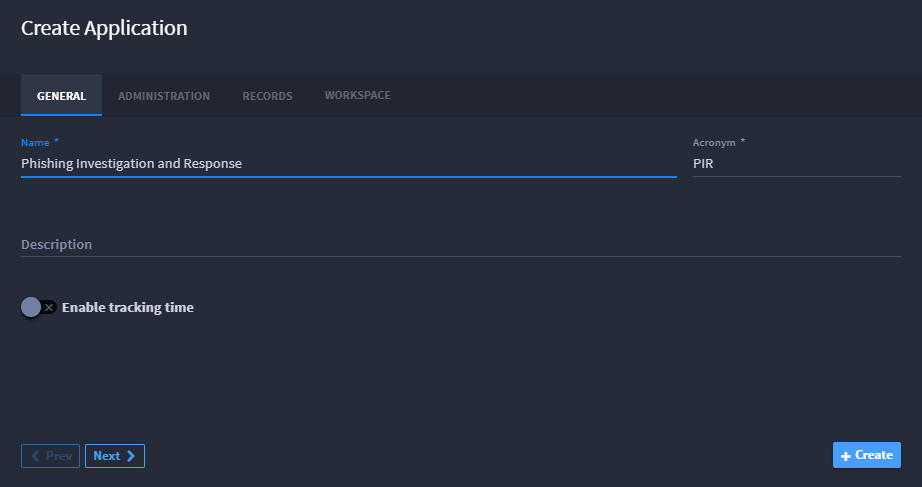 Create Application
GENERAL ADMINISTRATION RECORDS WORKSPACE
Name * Acronym *
Phishing Investigation and Response PIR
Description
Enable tracking time
Prev Next + Create